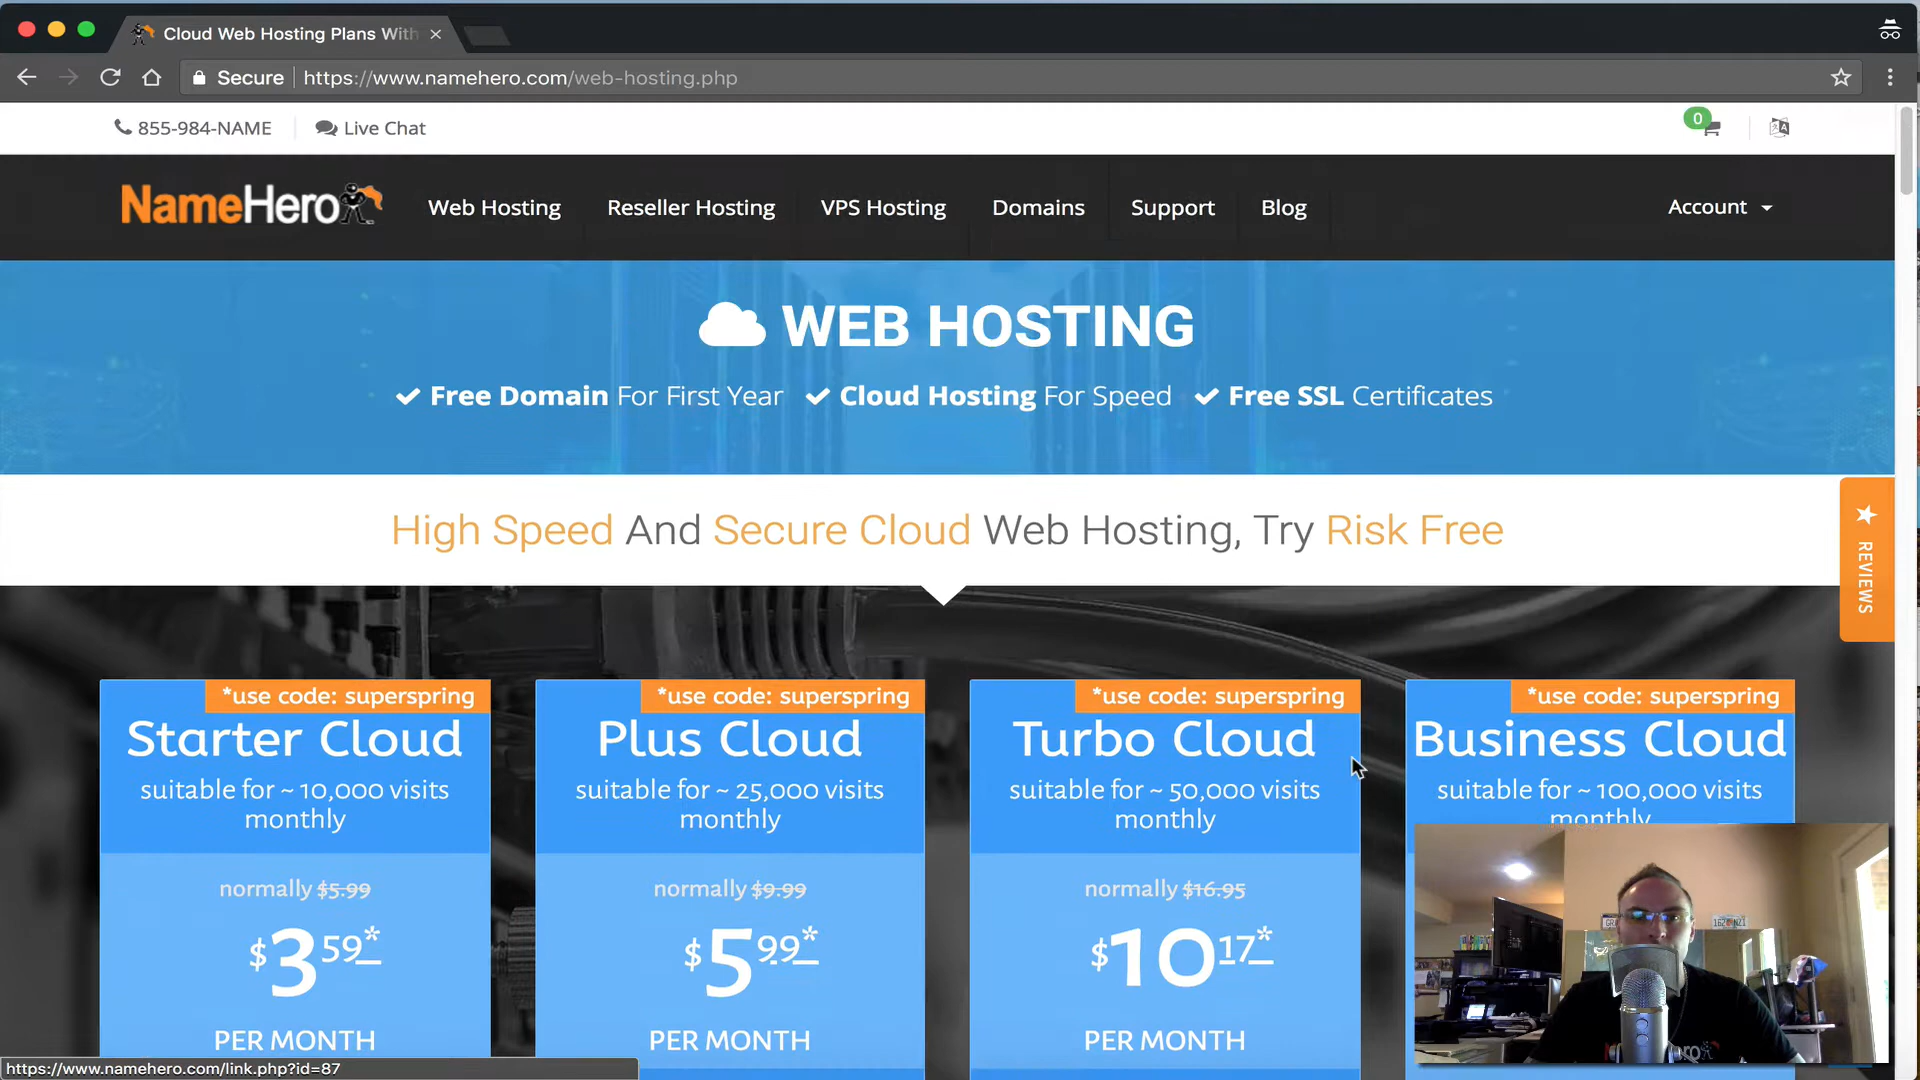 Cloud Web Hosting Plans With
Secure
https://www.namehero.com/web-hosting.php
855-984-NAME
Live Chat
0
NameHero
Web Hosting
Reseller Hosting
VPS Hosting
Domains
Support
Blog
Account
WEB HOSTING
Free Domain For First Year
Cloud Hosting For Speed
Free SSL Certificates
High Speed And Secure Cloud Web Hosting, Try Risk Free
REVIEWS
*use code: superspring
Starter Cloud
suitable for ~ 10,000 visits
monthly
normally $5.99
$3.59*
PER MONTH
*use code: superspring
Plus Cloud
suitable for ~ 25,000 visits
monthly
normally $9.99
$5.99*
PER MONTH
*use code: superspring
Turbo Cloud
suitable for ~ 50,000 visits
monthly
normally $16.95
$10.17*
PER MONTH
*use code: superspring
Business Cloud
suitable for ~ 100,000 visits
monthly
https://www.namehero.com/link.php?id=87